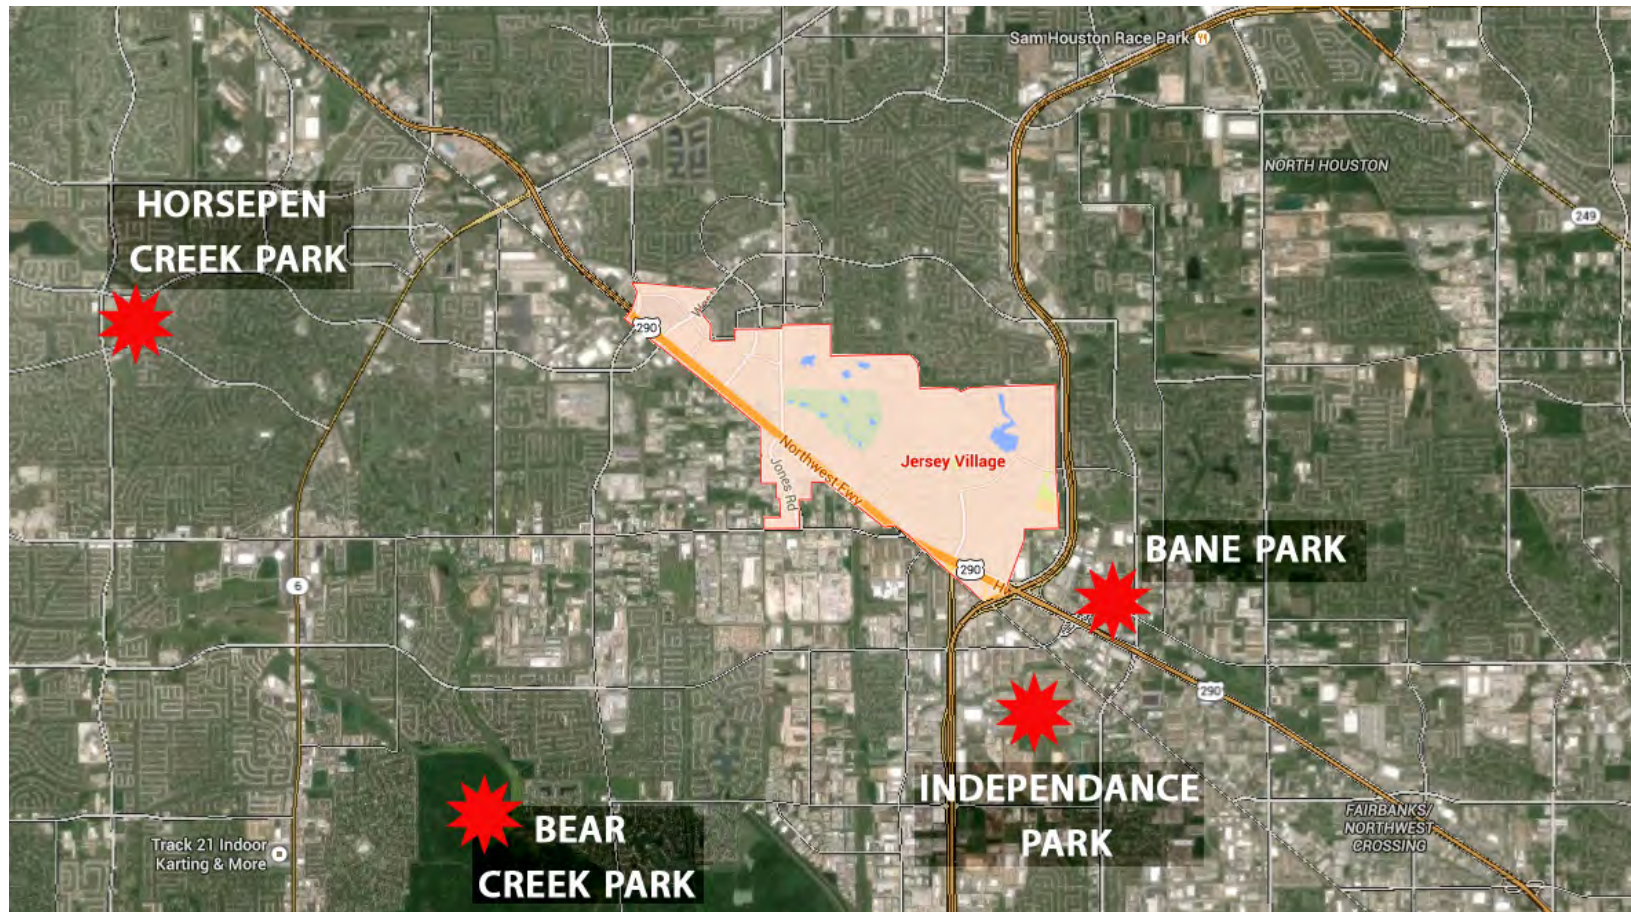 Sam Houston Race Park
NORTH HOUSTON
249
HORSEPEN
CREEK PARK
290
Wes
Jersey Village
Northwest Fwy
Jones Rd
BANE PARK
290
6
290
INDEPENDANCE
PARK
BEAR
CREEK PARK
Track 21 Indoor
Karting & More
FAIRBANKS/
NORTHWEST
CROSSING